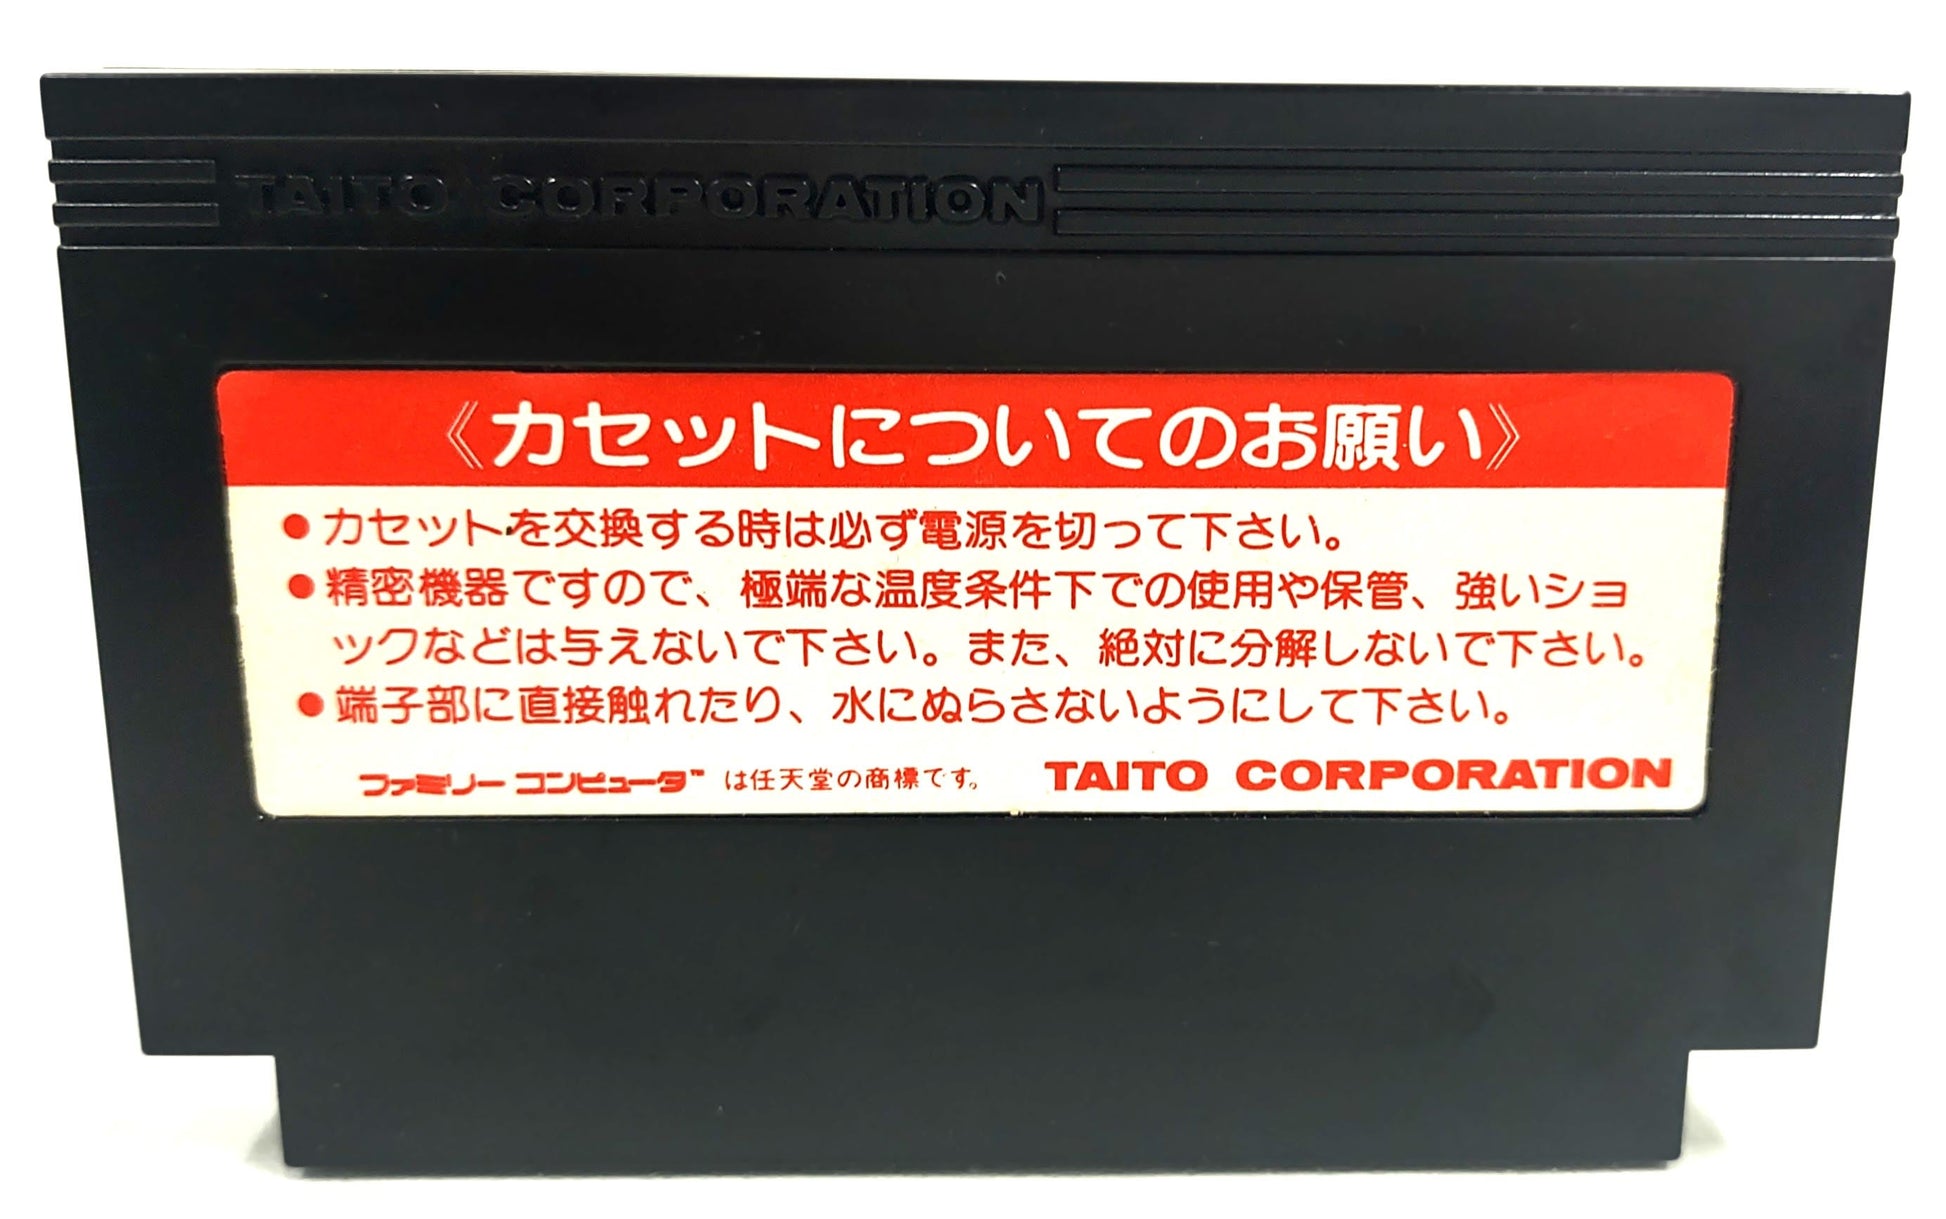 TAITO CORPORATION
《カセットについてのお願い》
●カセットを交換する時は必ず電源を切って下さい。
●精密機器ですので、極端な温度条件下での使用や保管、強いショ
ックなどは与えないで下さい。また、絶対に分解しないで下さい。
●端子部に直接触れたり、水にぬらさないようにして下さい。
ファミリーコンピュータ™ は任天堂の商標です。 TAITO CORPORATION